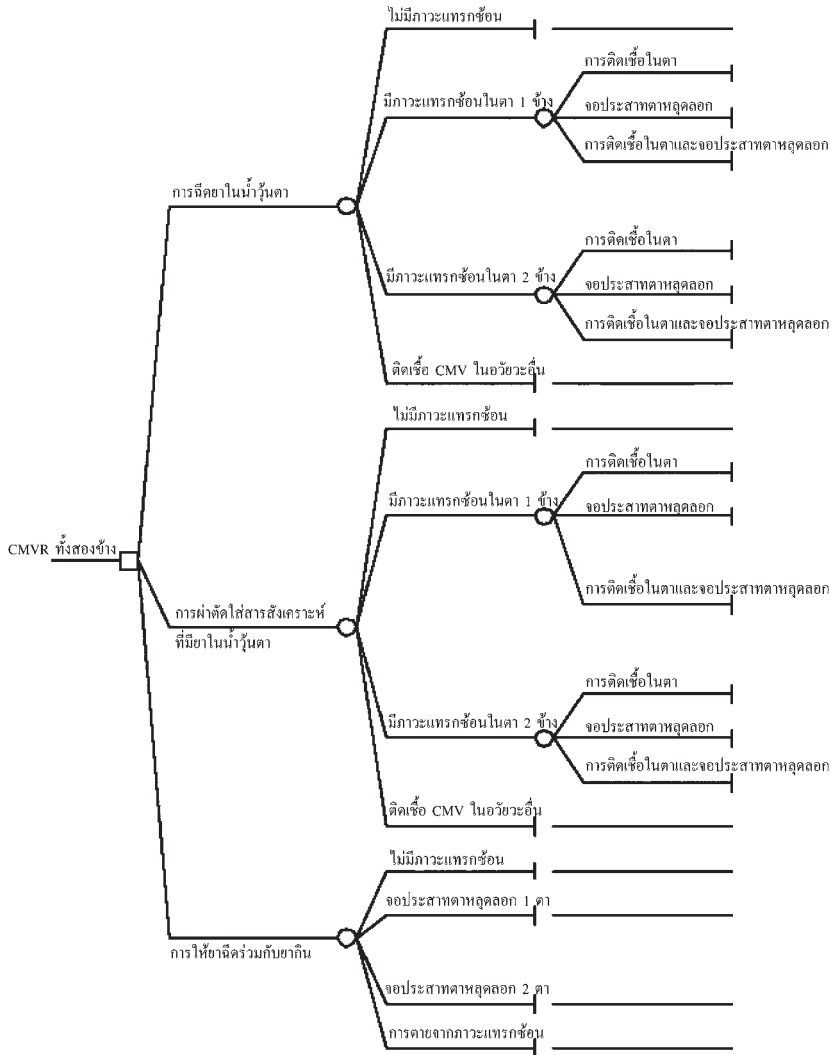 ไม่มีภาวะแทรกซ้อน
การติดเชื้อในตา
มีภาวะแทรกซ้อนในตา 1 ข้าง
จอประสาทตาหลุดลอก
การติดเชื้อในตาและจอประสาทตาหลุดลอก
การฉีดยาในน้ำวุ้นตา
การติดเชื้อในตา
มีภาวะแทรกซ้อนในตา 2 ข้าง
จอประสาทตาหลุดลอก
การติดเชื้อในตาและจอประสาทตาหลุดลอก
ติดเชื้อ CMV ในอวัยวะอื่น
ไม่มีภาวะแทรกซ้อน
การติดเชื้อในตา
มีภาวะแทรกซ้อนในตา 1 ข้าง
จอประสาทตาหลุดลอก
CMVR ทั้งสองข้าง
การติดเชื้อในตาและจอประสาทตาหลุดลอก
การผ่าตัดใส่สารสังเคราะห์
ที่มียาในน้ำวุ้นตา
การติดเชื้อในตา
มีภาวะแทรกซ้อนในตา 2 ข้าง
จอประสาทตาหลุดลอก
การติดเชื้อในตาและจอประสาทตาหลุดลอก
ติดเชื้อ CMV ในอวัยวะอื่น
ไม่มีภาวะแทรกซ้อน
จอประสาทตาหลุดลอก 1 ตา
การให้ยาฉีดร่วมกับยากิน
จอประสาทตาหลุดลอก 2 ตา
การตายจากภาวะแทรกซ้อน